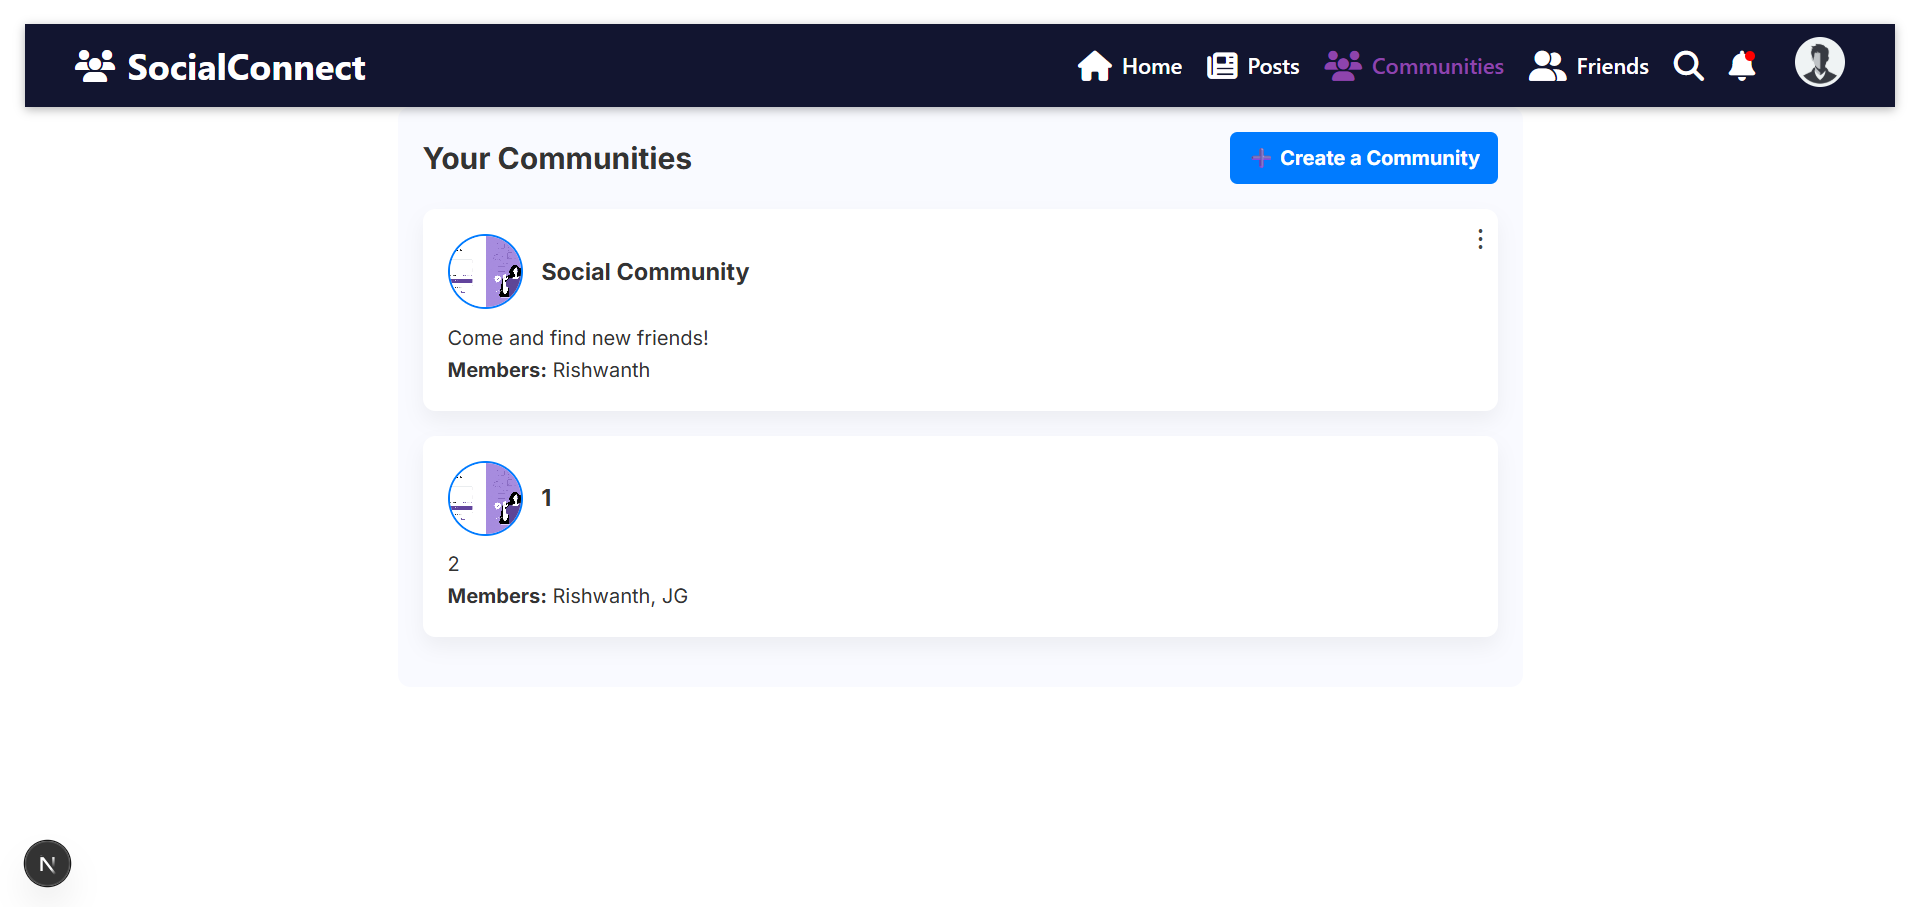 SocialConnect
Home Posts Communities Friends
Your Communities
Create a Community
Social Community
Come and find new friends!
Members: Rishwanth
1
2
Members: Rishwanth, JG
N